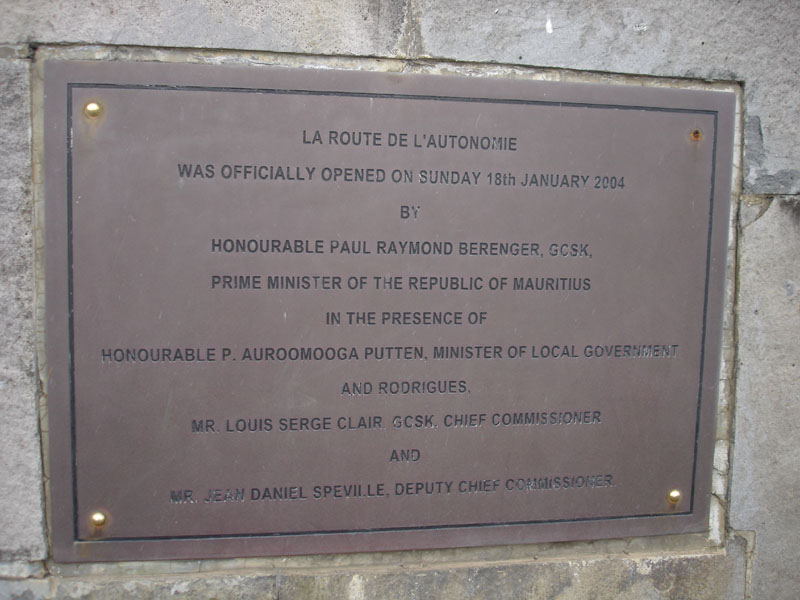 LA ROUTE DE L'AUTONOMIE
WAS OFFICIALLY OPENED ON SUNDAY 18th JANUARY 2004
BY
HONOURABLE PAUL RAYMOND BERENGER, GCSK,
PRIME MINISTER OF THE REPUBLIC OF MAURITIUS
IN THE PRESENCE OF
HONOURABLE P. AUROOMOOGA PUTTEN, MINISTER OF LOCAL GOVERNMENT
AND RODRIGUES,
MR. LOUIS SERGE CLAIR, GCSK, CHIEF COMMISSIONER
AND
MR. JEAN DANIEL SPEVILLE, DEPUTY CHIEF COMMISSIONER.